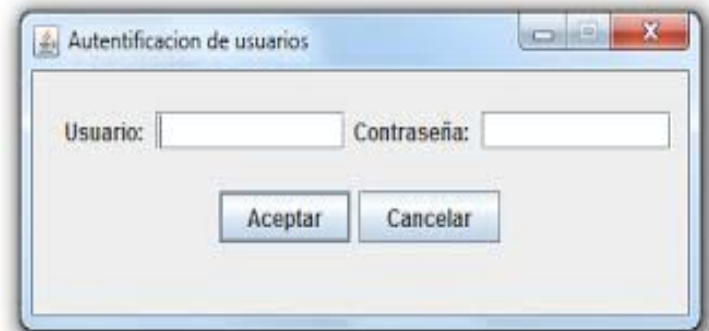 Autentificacion de usuarios
Usuario: Contraseña:
Aceptar Cancelar